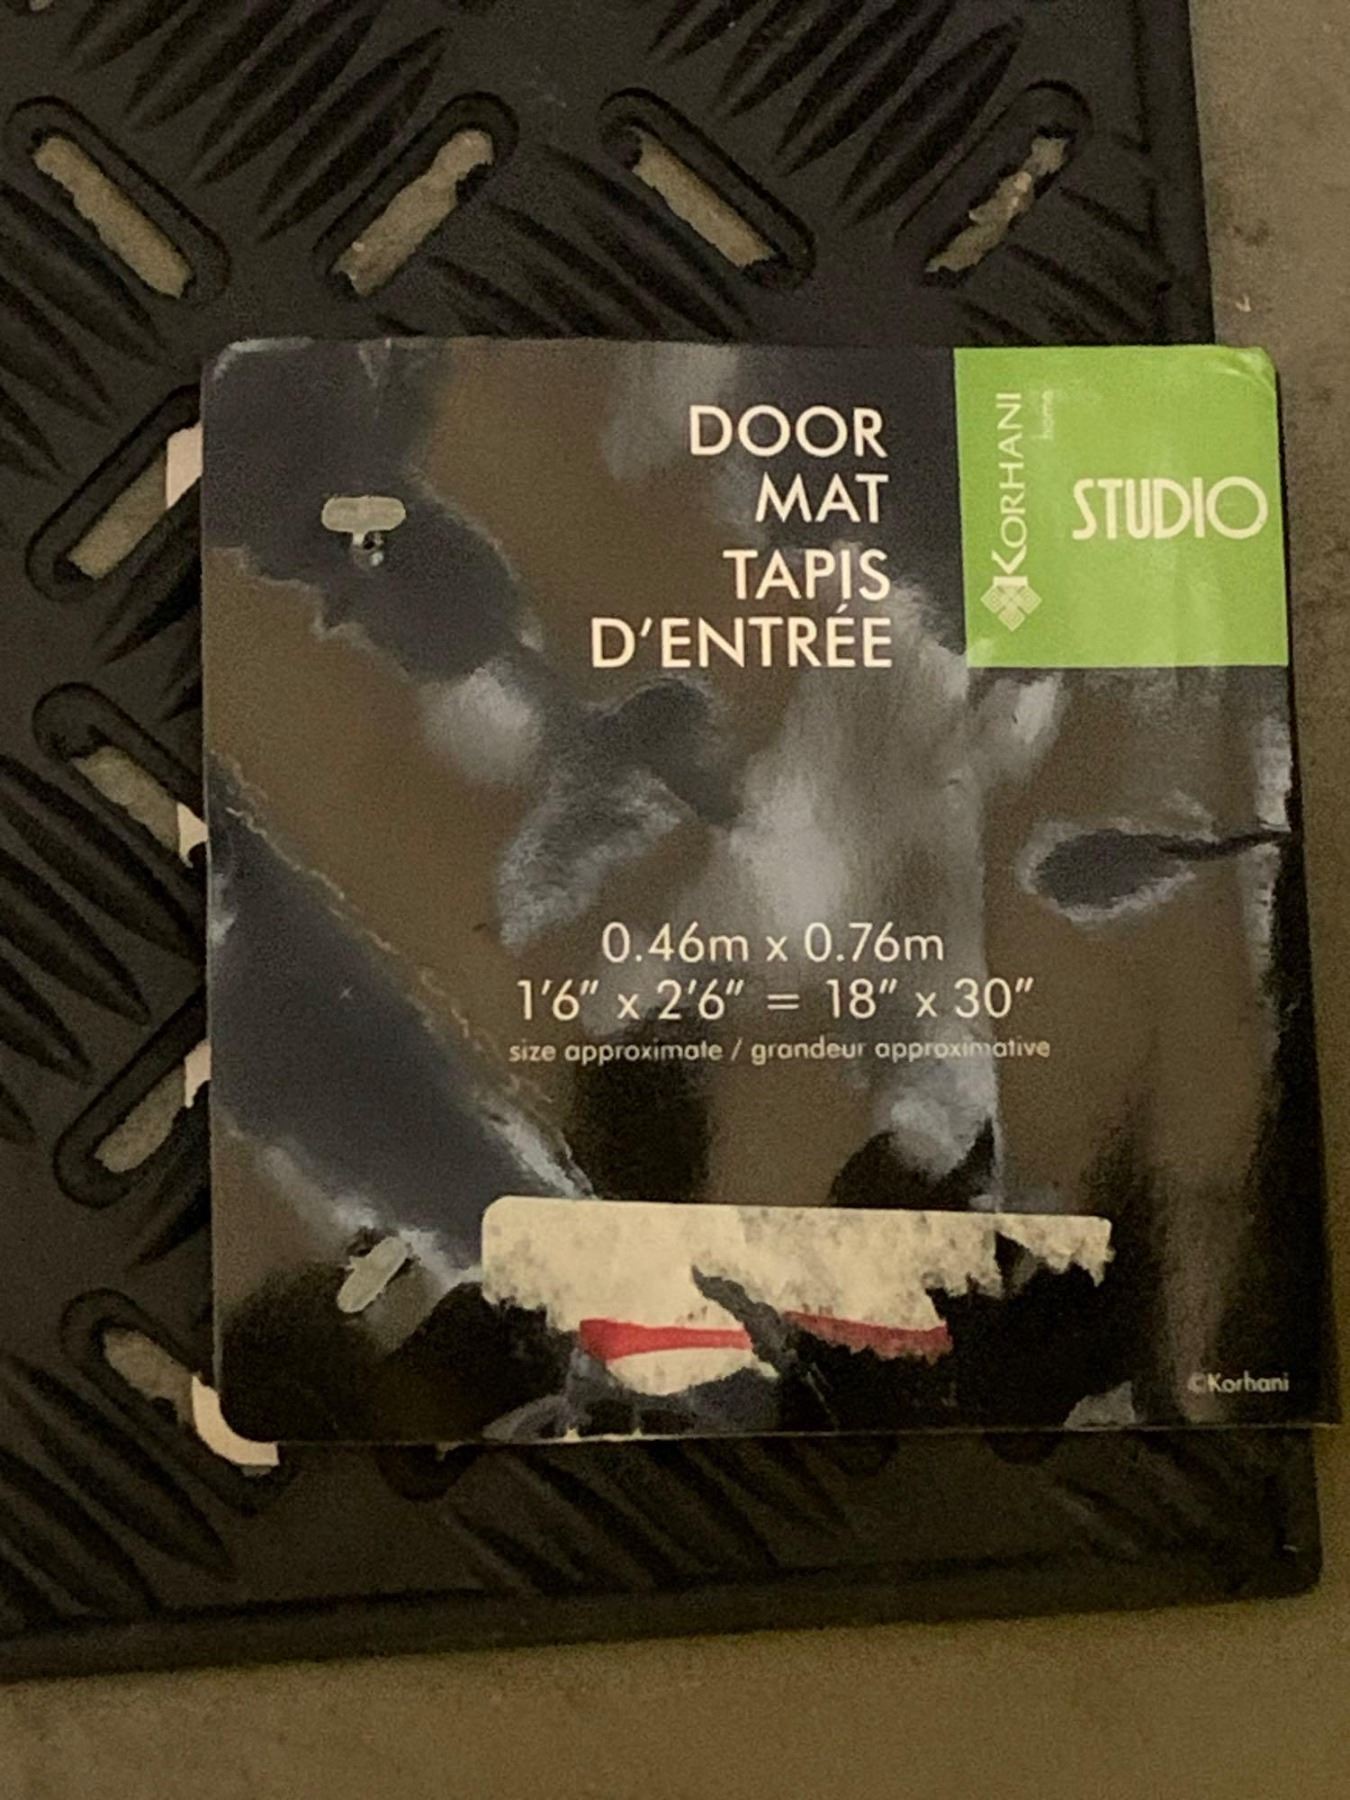 DOOR
MAT
TAPIS
D'ENTRÉE
KORHANI
home
STUDIO
0.46m x 0.76m
1'6" x 2'6" = 18" x 30"
size approximate / grandeur approximative
©Korhani